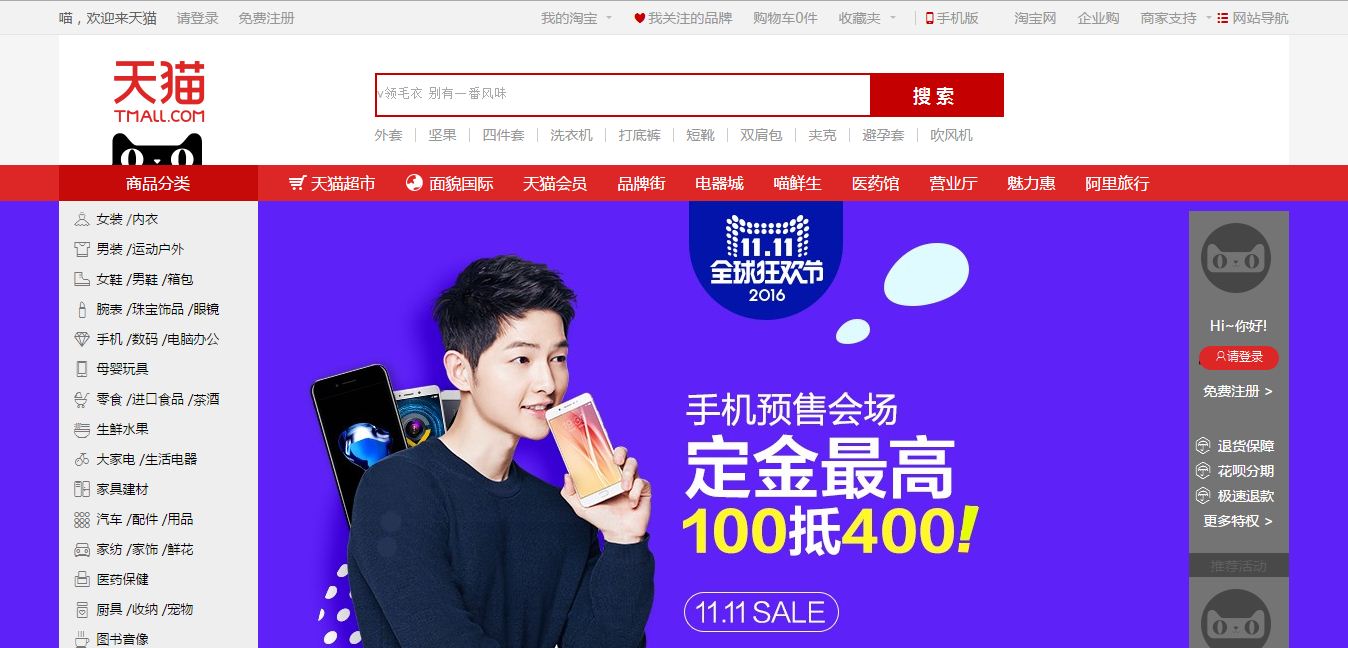 喵，欢迎来天猫 请登录 免费注册 我的淘宝 我关注的品牌 购物车0件 收藏夹 手机版 淘宝网 企业购 商家支持 网站导航
天猫
TMALL.COM
v领毛衣 别有一番风味 搜 索
外套 坚果 四件套 洗衣机 打底裤 短靴 双肩包 夹克 避孕套 吹风机
商品分类 天猫超市 面貌国际 天猫会员 品牌街 电器城 喵鲜生 医药馆 营业厅 魅力惠 阿里旅行
女装 /内衣
男装 /运动户外
女鞋 /男鞋 /箱包
腕表 /珠宝饰品 /眼镜
手机 /数码 /电脑办公
母婴玩具
零食 /进口食品 /茶酒
生鲜水果
大家电 /生活电器
家具建材
汽车 /配件 /用品
家纺 /家饰 /鲜花
医药保健
厨具 /收纳 /宠物
图书音像
11.11
全球狂欢节
2016
手机预售会场
定金最高
100抵400!
11.11 SALE
Hi~你好!
请登录
免费注册 >
退货保障
花呗分期
极速退款
更多特权 >
推荐活动